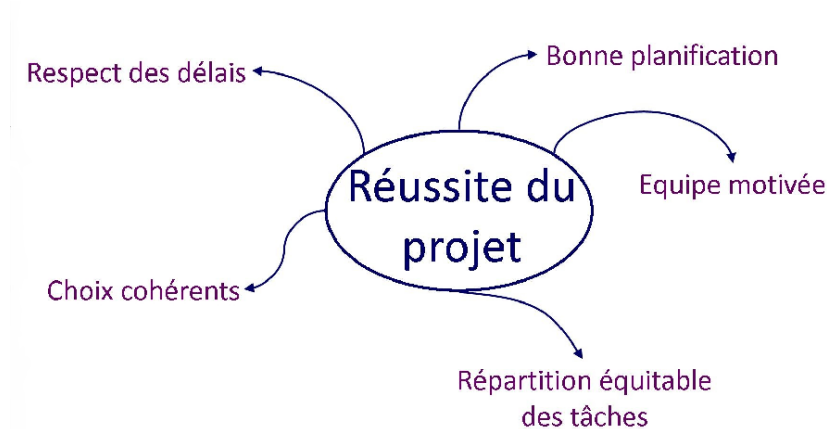 Bonne planification
Respect des délais
Equipe motivée
Réussite du
projet
Choix cohérents
Répartition équitable
des tâches